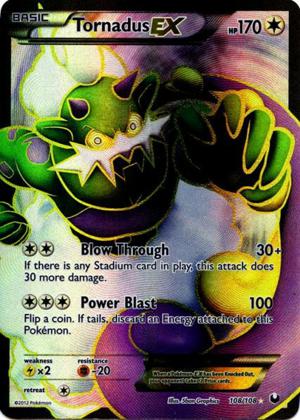 BASIC
Tornadus EX HP 170
Blow Through 30+
If there is any Stadium card in play, this attack does
30 more damage.
Power Blast 100
Flip a coin. If tails, discard an Energy attached to this
Pokémon.
weakness resistance
×2 -20
When a Pokémon-EX has been Knocked Out,
your opponent takes 2 Prize cards.
retreat
©2012 Pokémon Illus. 5ban Graphics 108/108